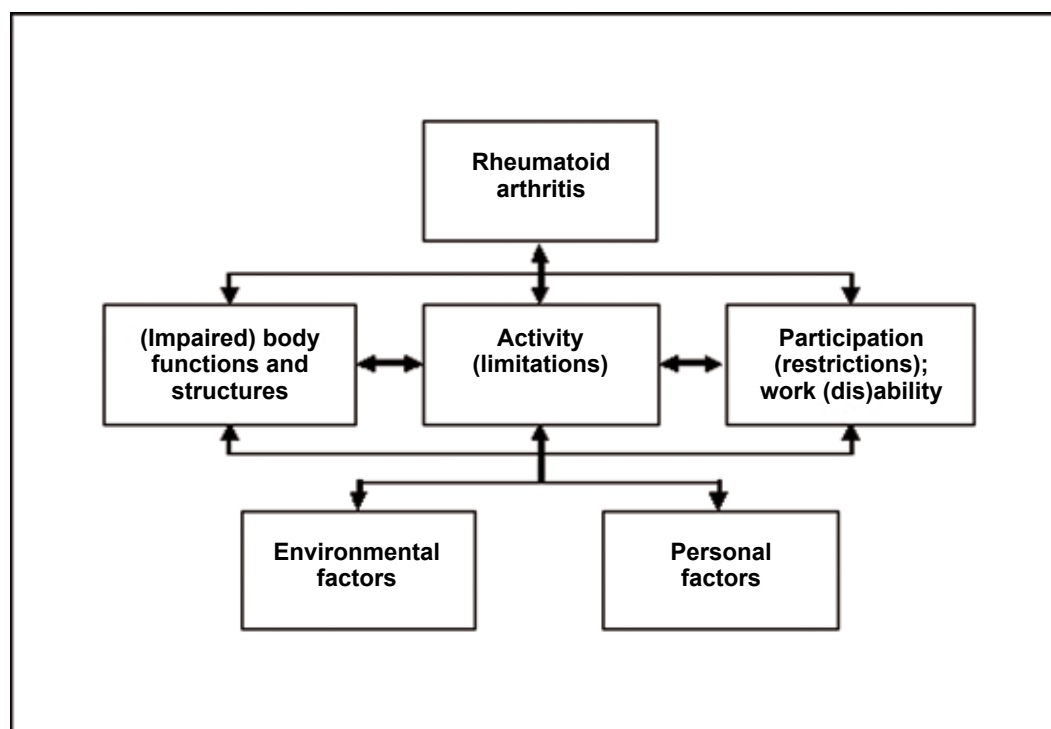 Rheumatoid
arthritis
(Impaired) body
functions and
structures
Activity
(limitations)
Participation
(restrictions);
work (dis)ability
Environmental
factors
Personal
factors